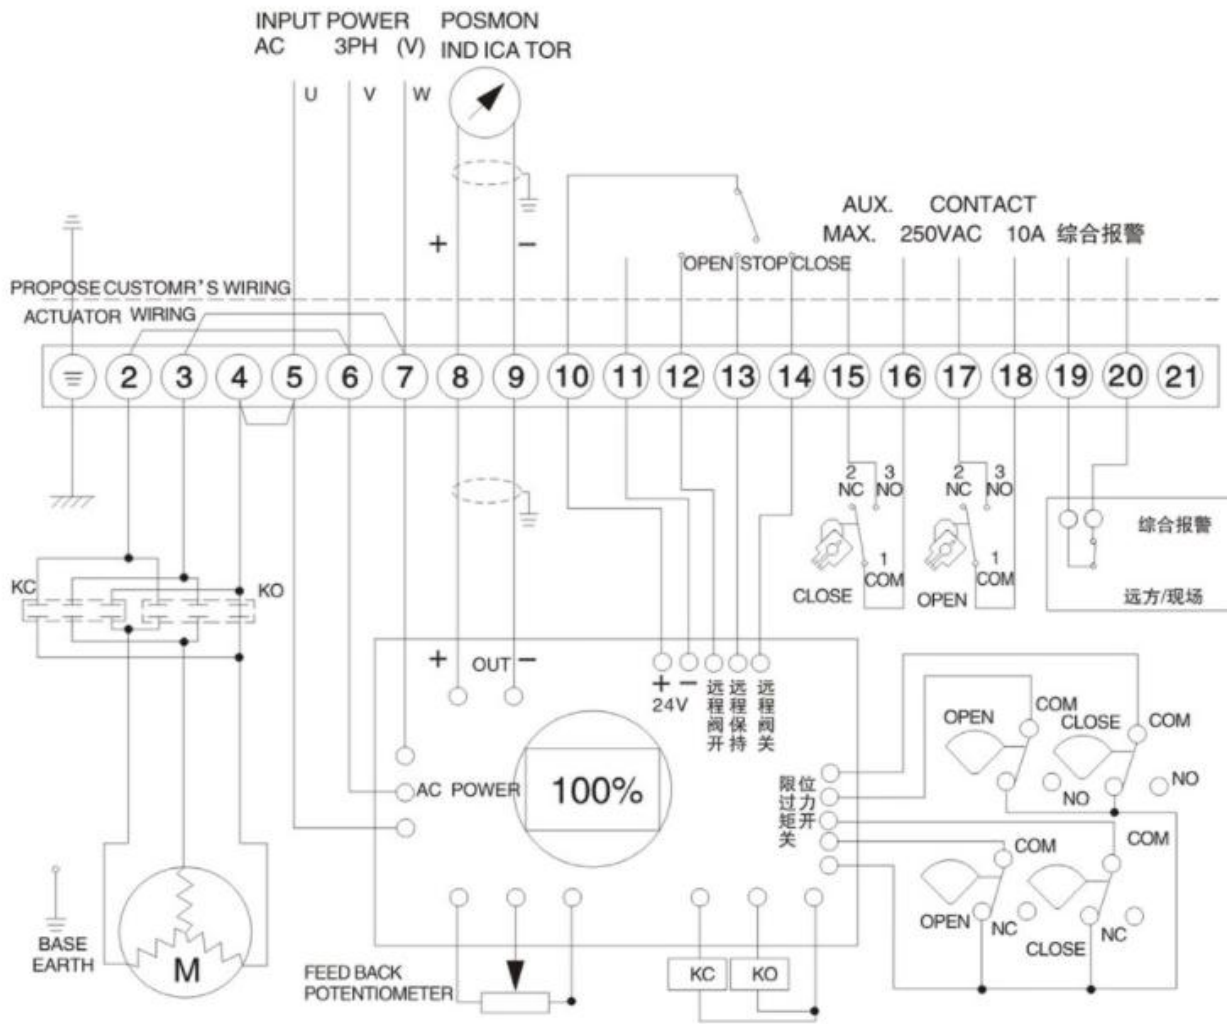 INPUT POWER POSMON
AC 3PH (V) IND ICA TOR
U V W
AUX. CONTACT
+ − MAX. 250VAC 10A 综合报警
OPEN STOP CLOSE
PROPOSE CUSTOMR'S WIRING
ACTUATOR WIRING
2 3 4 5 6 7 8 9 10 11 12 13 14 15 16 17 18 19 20 21
2 3 2 3
NC NO NC NO
综合报警
1 1
KC KO COM COM
CLOSE OPEN 远方/现场
+ OUT −
+ −
24V
远程阀开
远程保持
远程阀关
COM
OPEN CLOSE COM
AC POWER 100%
限位
过力
矩开
关
NO NO
COM COM
OPEN NC CLOSE NC
BASE
EARTH
M
FEED BACK
POTENTIOMETER
KC KO